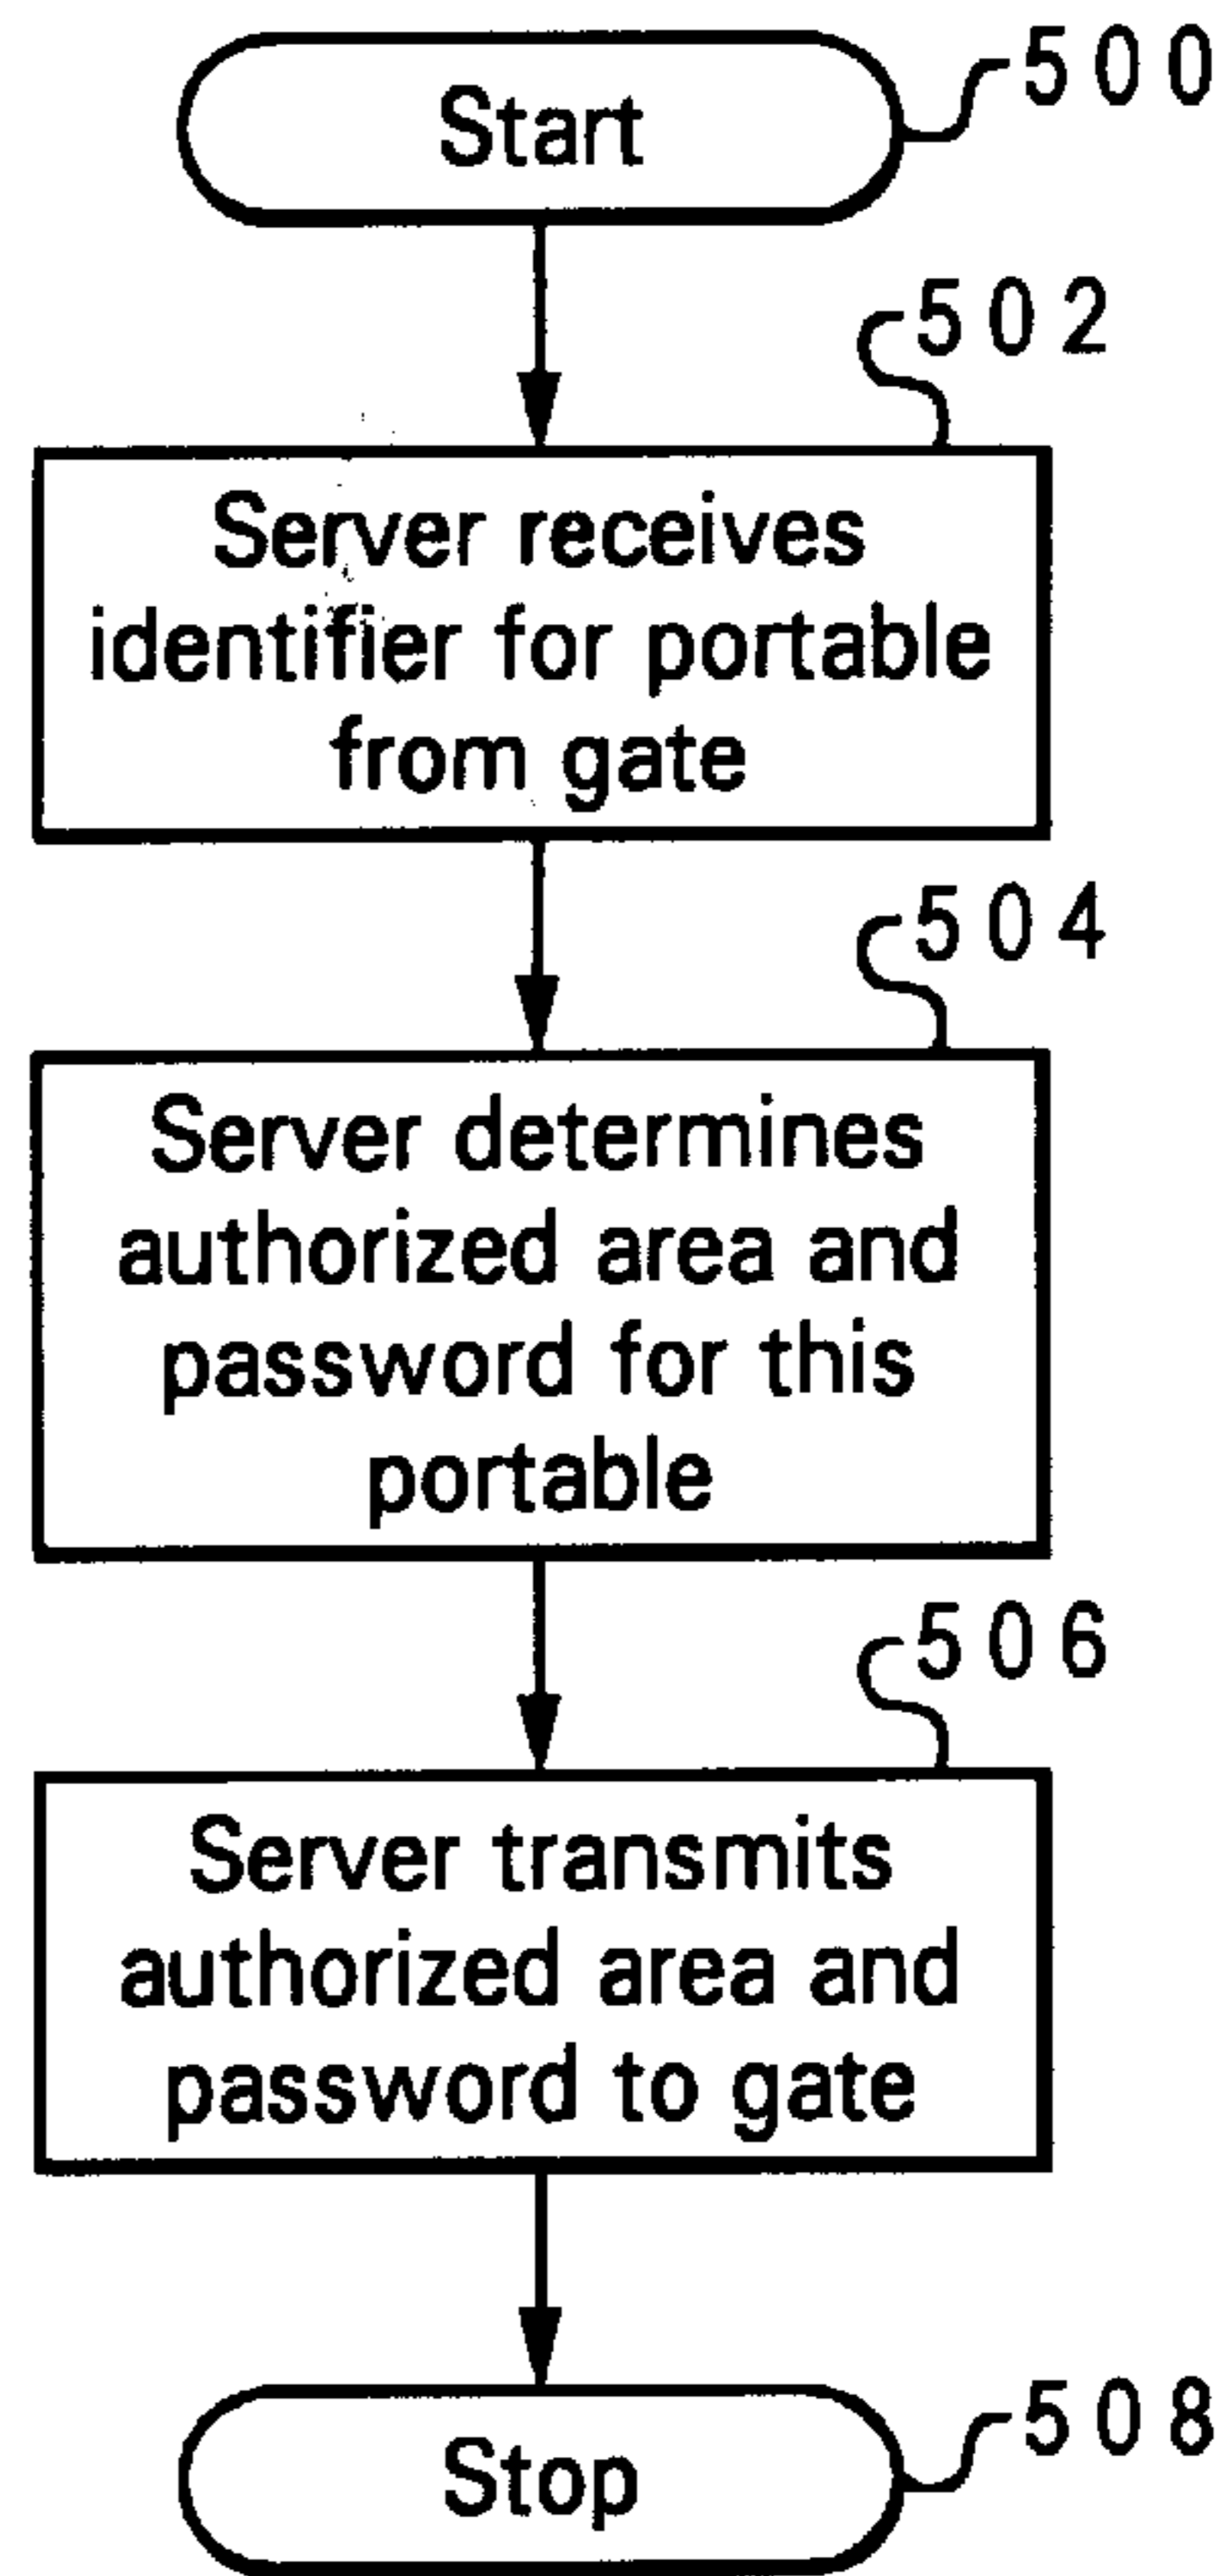 Start
500
502
Server receives
identifier for portable
from gate
504
Server determines
authorized area and
password for this
portable
506
Server transmits
authorized area and
password to gate
Stop
508